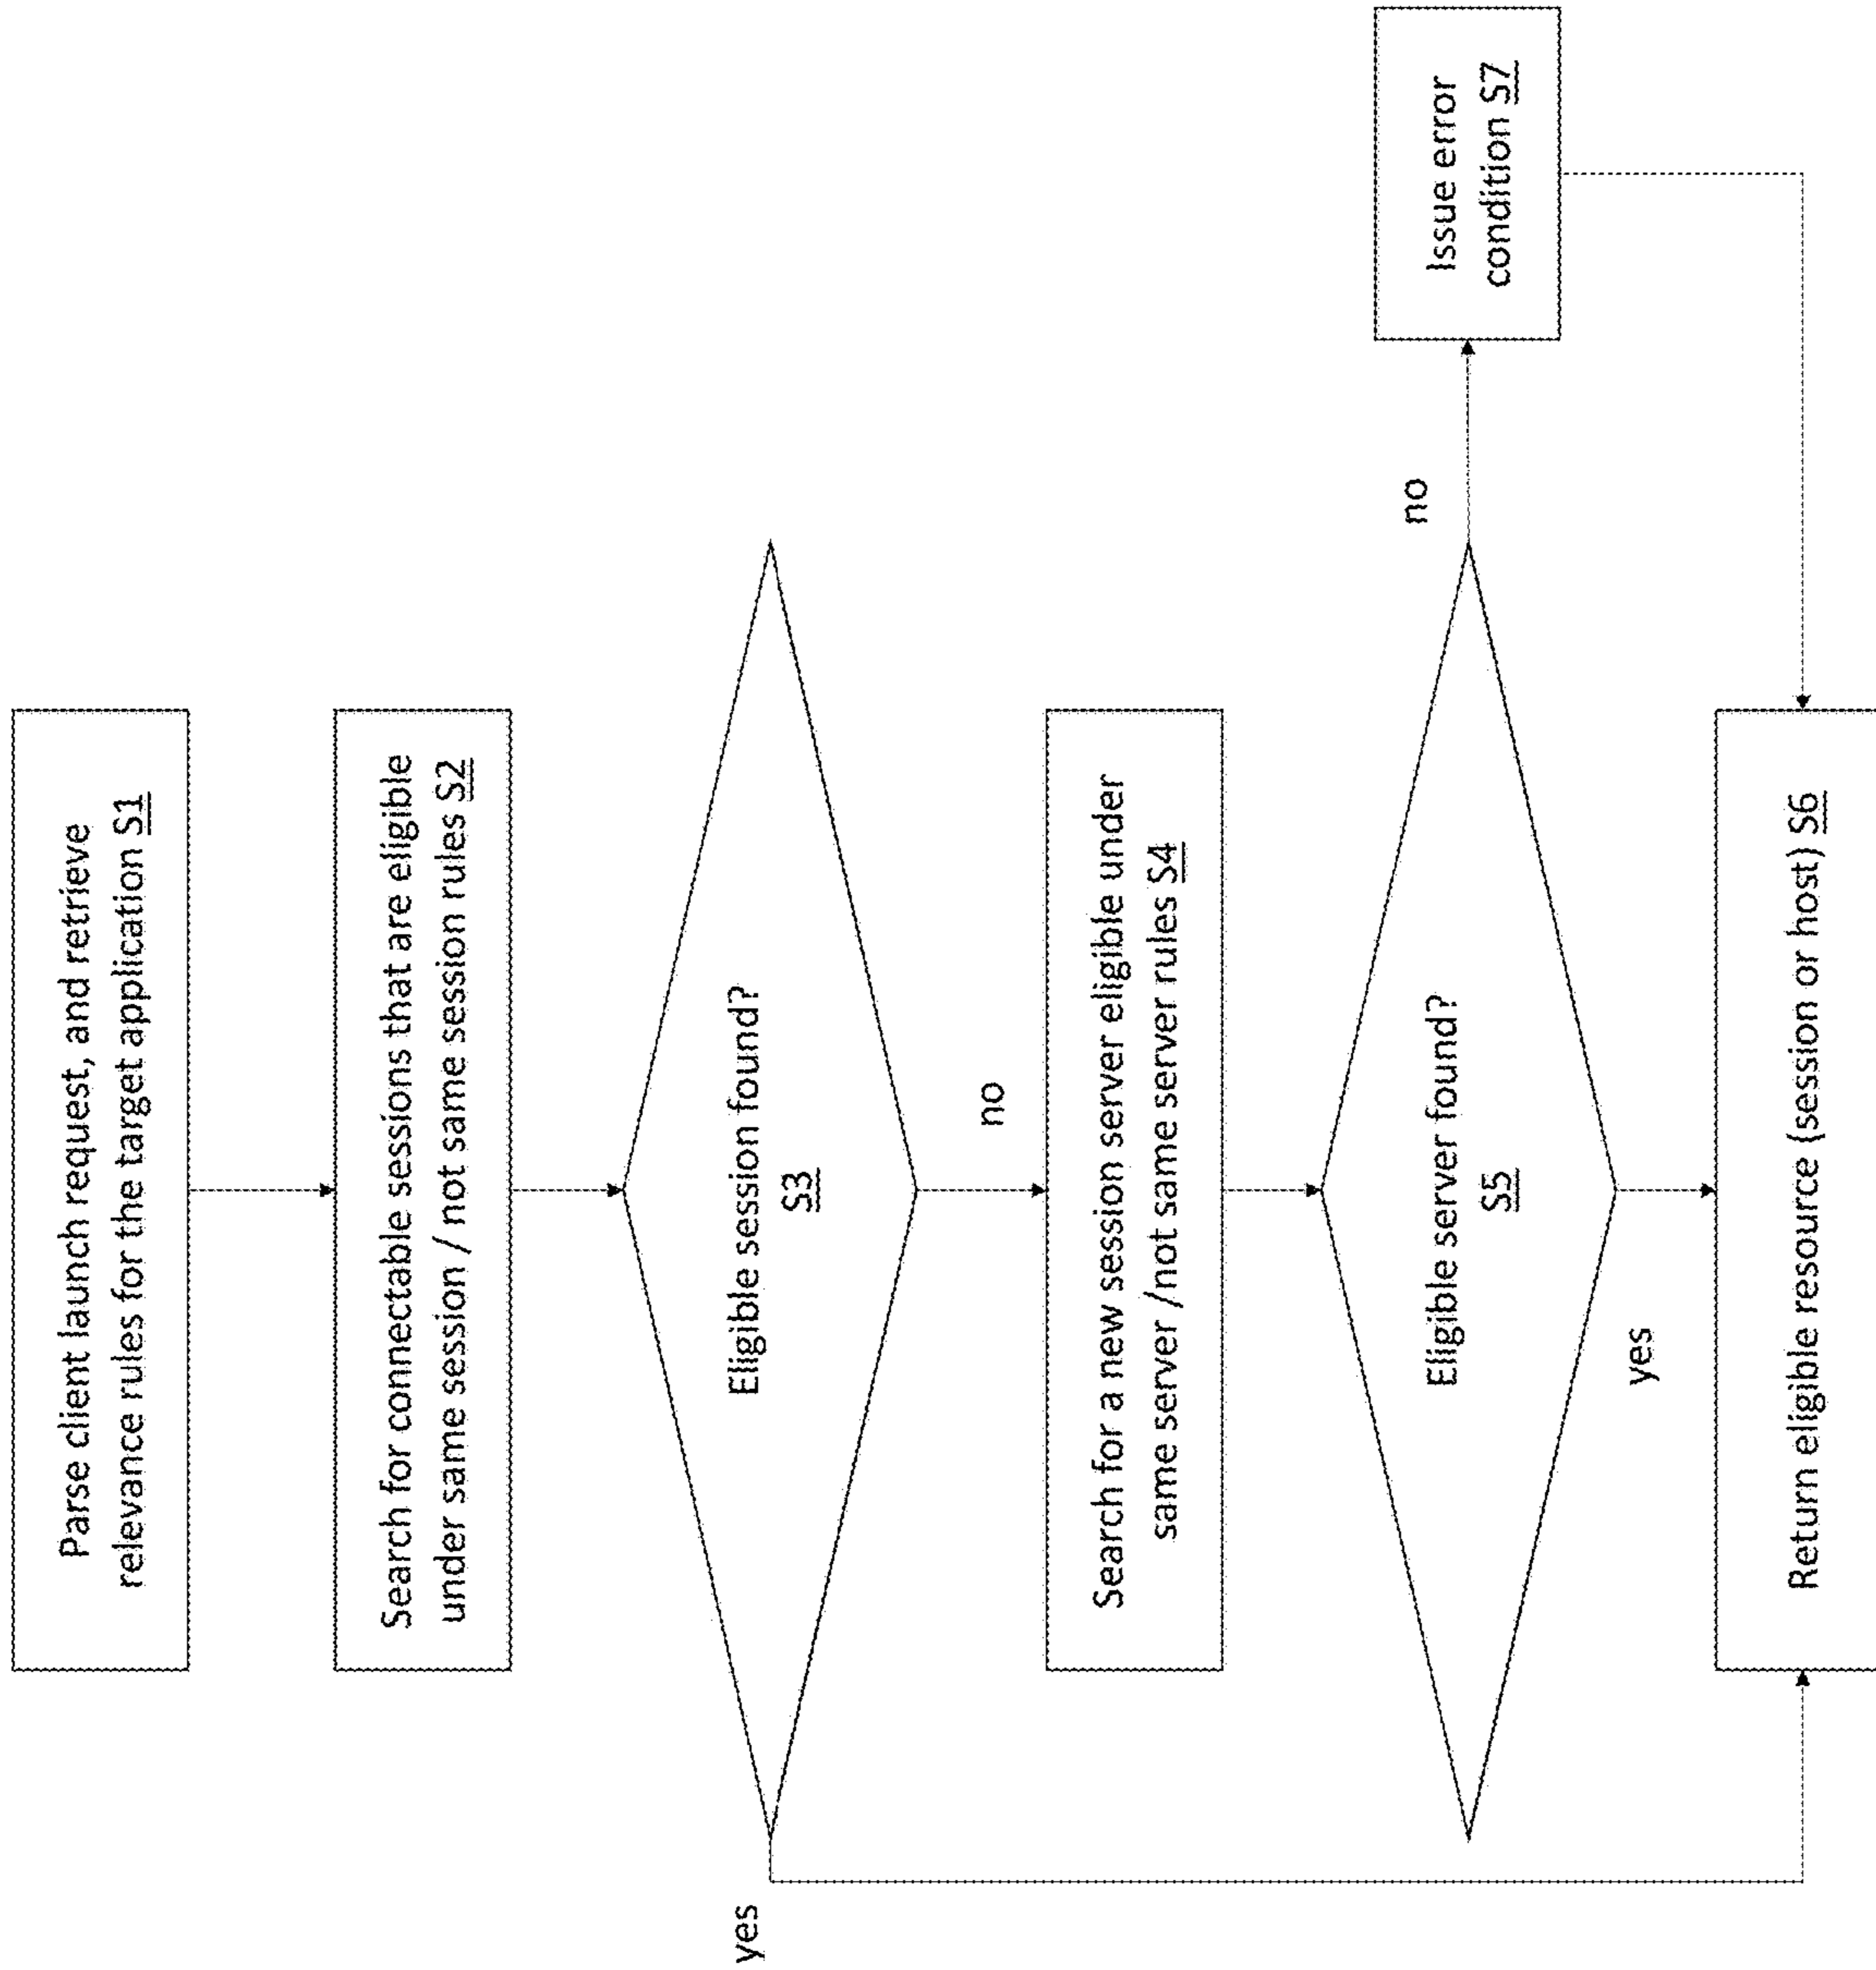 Parse client launch request, and retrieve
relevance rules for the target application S1
Search for connectable sessions that are eligible
under same session / not same session rules S2
Eligible session found?
S3
yes
no
Search for a new session server eligible under
same server /not same server rules S4
Eligible server found?
S5
no
yes
Issue error
condition S7
Return eligible resource (session or host) S6